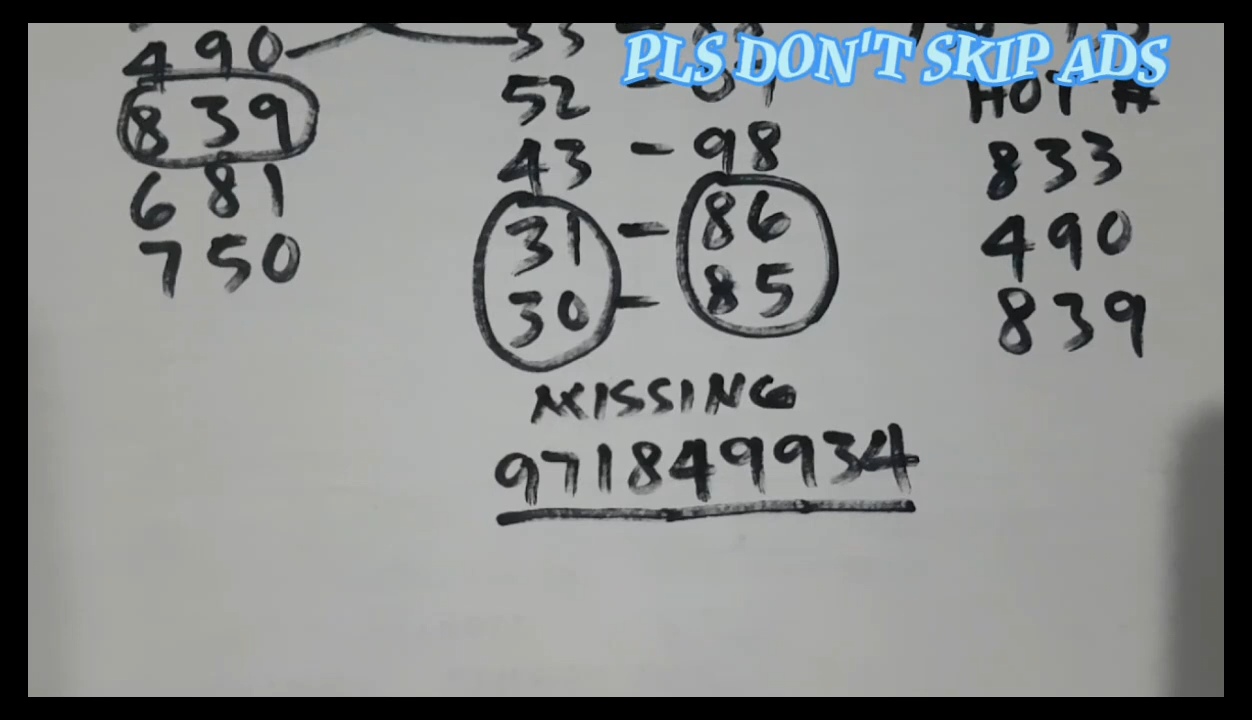 PLS DON'T SKIP ADS
490
839
681
750
52
43 - 98
31 - 86
30 - 85
MISSING
971849934
HOT #
833
490
839